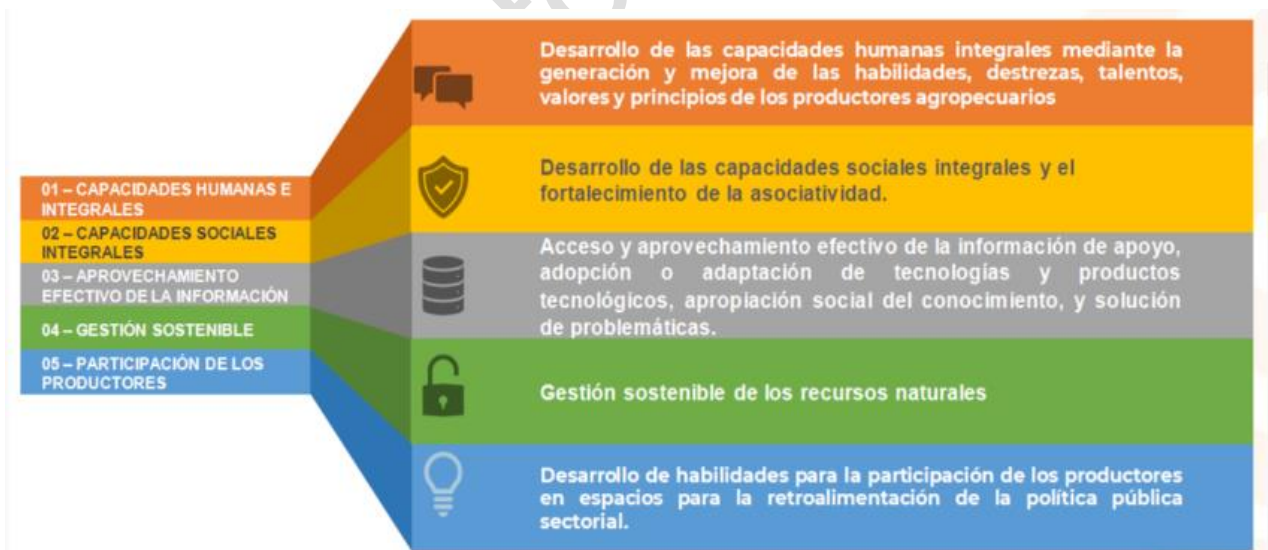 01 – CAPACIDADES HUMANAS E
INTEGRALES
02 – CAPACIDADES SOCIALES
INTEGRALES
03 – APROVECHAMIENTO
EFECTIVO DE LA INFORMACIÓN
04 – GESTIÓN SOSTENIBLE
05 – PARTICIPACIÓN DE LOS
PRODUCTORES
Desarrollo de las capacidades humanas integrales mediante la
generación y mejora de las habilidades, destrezas, talentos,
valores y principios de los productores agropecuarios
Desarrollo de las capacidades sociales integrales y el
fortalecimiento de la asociatividad.
Acceso y aprovechamiento efectivo de la información de apoyo,
adopción o adaptación de tecnologías y productos
tecnológicos, apropiación social del conocimiento, y solución
de problemáticas.
Gestión sostenible de los recursos naturales
Desarrollo de habilidades para la participación de los productores
en espacios para la retroalimentación de la política pública
sectorial.